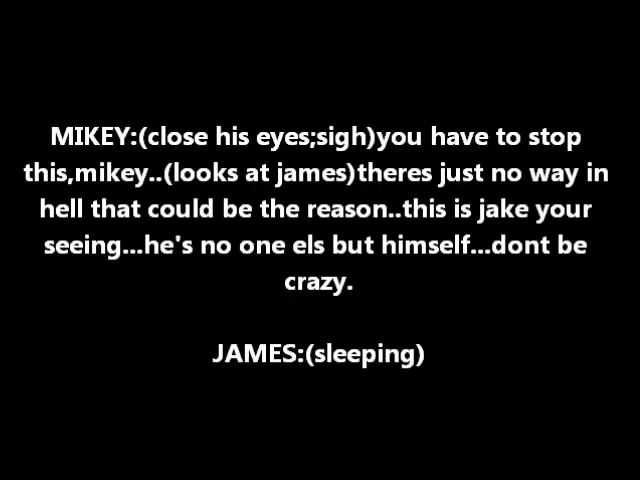 MIKEY:(close his eyes;sigh)you have to stop
this,mikey..(looks at james)theres just no way in
hell that could be the reason..this is jake your
seeing...he's no one els but himself...dont be
crazy.
JAMES:(sleeping)